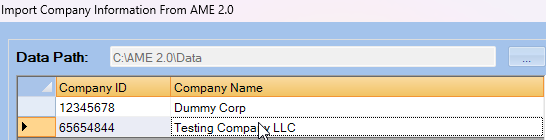 Import Company Information From AME 2.0
Data Path: C:\AME 2.0\Data ...
Company ID Company Name
12345678 Dummy Corp
65654844 Testing Company LLC